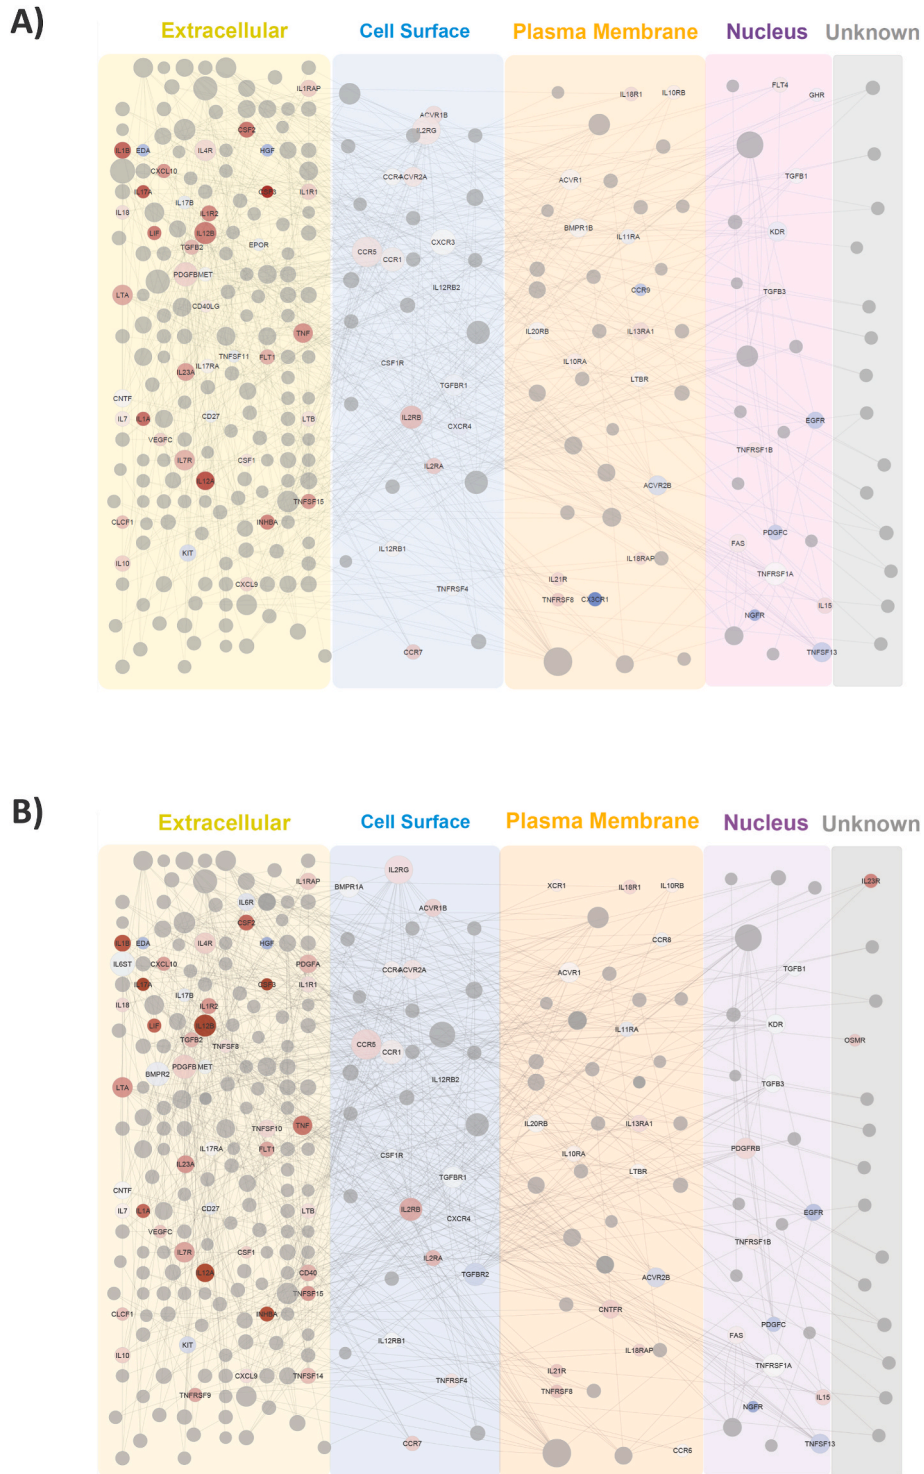 A)
Extracellular Cell Surface Plasma Membrane Nucleus Unknown
IL1RAP IL18R1 IL10RB FLT4 GHR
ACVR1B
CSF2 IL2RG
IL1B EDA IL4R HGF
CXCL10 CCR4 ACVR2A ACVR1 TGFB1
IL17A IL17B CSF3 IL1R1
IL18 IL1R2
LIF IL12B BMPR1B IL11RA KDR
TGFB2 EPOR CXCR3
CCR5 CCR1
PDGFB MET
IL12RB2 CCR9 TGFB3
LTA CD40LG
TNF IL20RB IL13RA1
TNFSF11 FLT1
IL17RA CSF1R IL10RA
IL23A TGFBR1 LTBR
CNTF
IL7 IL1A CD27 LTB IL2RB CXCR4 EGFR
VEGFC TNFRSF1B
IL7R CSF1 IL2RA
IL12A ACVR2B
TNFSF15
CLCF1 INHBA PDGFC
KIT IL12RB1 FAS
IL10 IL18RAP
CXCL9 TNFRSF4 IL21R TNFRSF1A
TNFRSF8 CX3CR1 IL15
NGFR
CCR7 TNFSF13
B)
Extracellular Cell Surface Plasma Membrane Nucleus Unknown
IL2RG
IL1RAP BMPR1A XCR1 IL18R1 IL10RB IL23R
IL6R ACVR1B
CSF2
IL1B EDA IL4R HGF CCR8
IL6ST CXCL10 PDGFA CCR4 ACVR2A ACVR1 TGFB1
IL17A IL17B CSF3 IL1R1
IL18 IL1R2
LIF IL12B IL11RA KDR
TGFB2 TNFSF8 CCR5 CCR1 OSMR
BMPR2 PDGFB MET
IL12RB2 TGFB3
LTA
TNFSF10 TNF IL20RB IL13RA1
IL17RA FLT1 CSF1R IL10RA PDGFRB
IL23A TGFBR1 LTBR
CNTF
IL7 IL1A CD27 LTB IL2RB CXCR4 EGFR
VEGFC TNFRSF1B
IL7R CSF1 IL2RA
IL12A CD40 TGFBR2 ACVR2B
TNFSF15
CLCF1 INHBA CNTFR PDGFC
KIT IL12RB1 FAS
IL10 IL18RAP
CXCL9 TNFSF14 TNFRSF4 IL21R TNFRSF1A
TNFRSF9 TNFRSF8 IL15
NGFR
CCR7 CCR6 TNFSF13